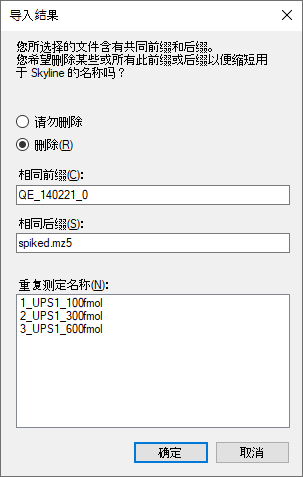 导入结果
您所选择的文件含有共同前缀和后缀。
您希望删除某些或所有此前缀或后缀以便缩短用
于 Skyline 的名称吗？
请勿删除
删除(R)
相同前缀(C):
QE_140221_0
相同后缀(S):
spiked.mz5
重复测定名称(N):
1_UPS1_100fmol
2_UPS1_300fmol
3_UPS1_600fmol
确定
取消